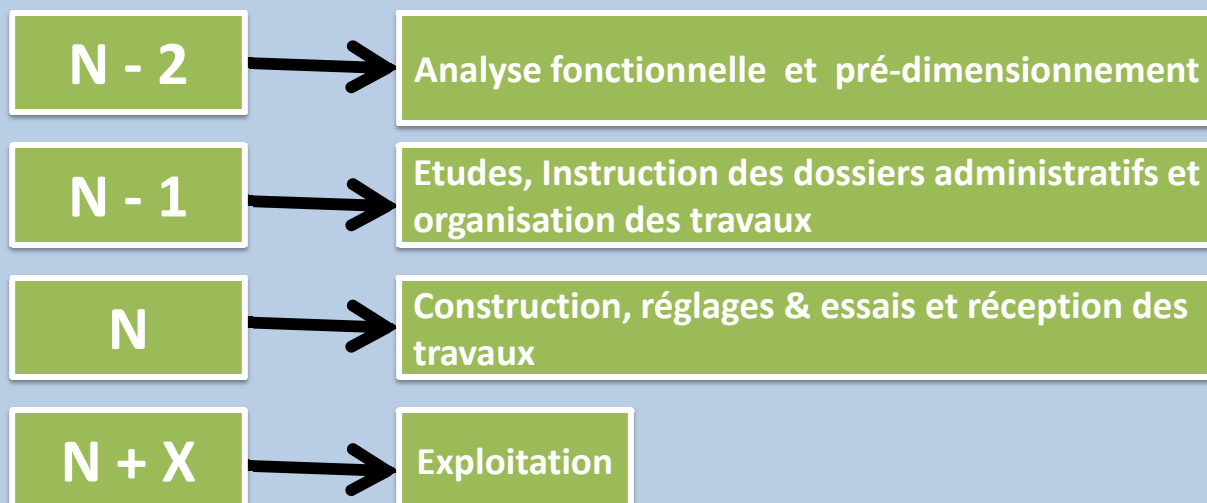 N - 2
Analyse fonctionnelle et pré-dimensionnement
N - 1
Etudes, Instruction des dossiers administratifs et
organisation des travaux
N
Construction, réglages & essais et réception des
travaux
N + X
Exploitation